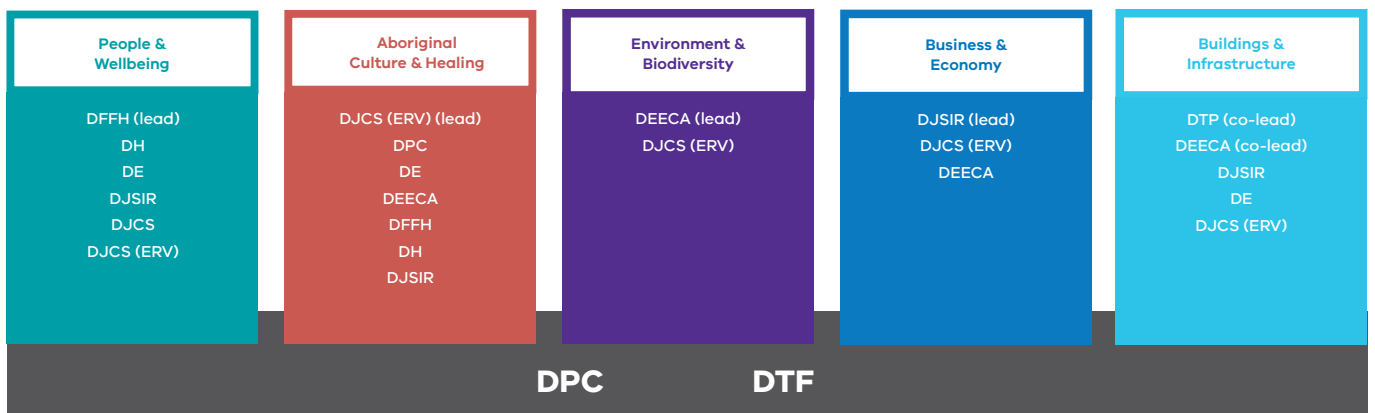 People &
Wellbeing
DFFH (lead)
DH
DE
DJSIR
DJCS
DJCS (ERV)
Aboriginal
Culture & Healing
DJCS (ERV) (lead)
DPC
DE
DEECA
DFFH
DH
DJSIR
Environment &
Biodiversity
DEECA (lead)
DJCS (ERV)
Business &
Economy
DJSIR (lead)
DJCS (ERV)
DEECA
Buildings &
Infrastructure
DTP (co-lead)
DEECA (co-lead)
DJSIR
DE
DJCS (ERV)
DPC DTF